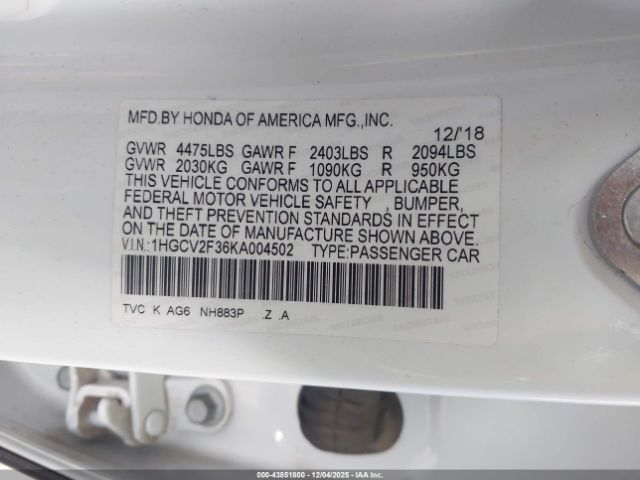 MFD.BY HONDA OF AMERICA MFG.,INC.
12/'18
GVWR 4475LBS GAWR F 2403LBS R 2094LBS
GVWR 2030KG GAWR F 1090KG R 950KG
THIS VEHICLE CONFORMS TO ALL APPLICABLE
FEDERAL MOTOR VEHICLE SAFETY , BUMPER,
AND THEFT PREVENTION STANDARDS IN EFFECT
ON THE DATE OF MANUFACTURE SHOWN ABOVE.
V.I.N.:1HGCV2F36KA004502 TYPE:PASSENGER CAR
TVC K AG6 NH883P .Z .A
000-43851800 - 12/04/2025 - IAA